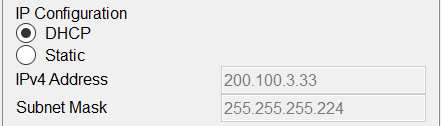 IP Configuration
DHCP
Static
IPv4 Address 200.100.3.33
Subnet Mask 255.255.255.224